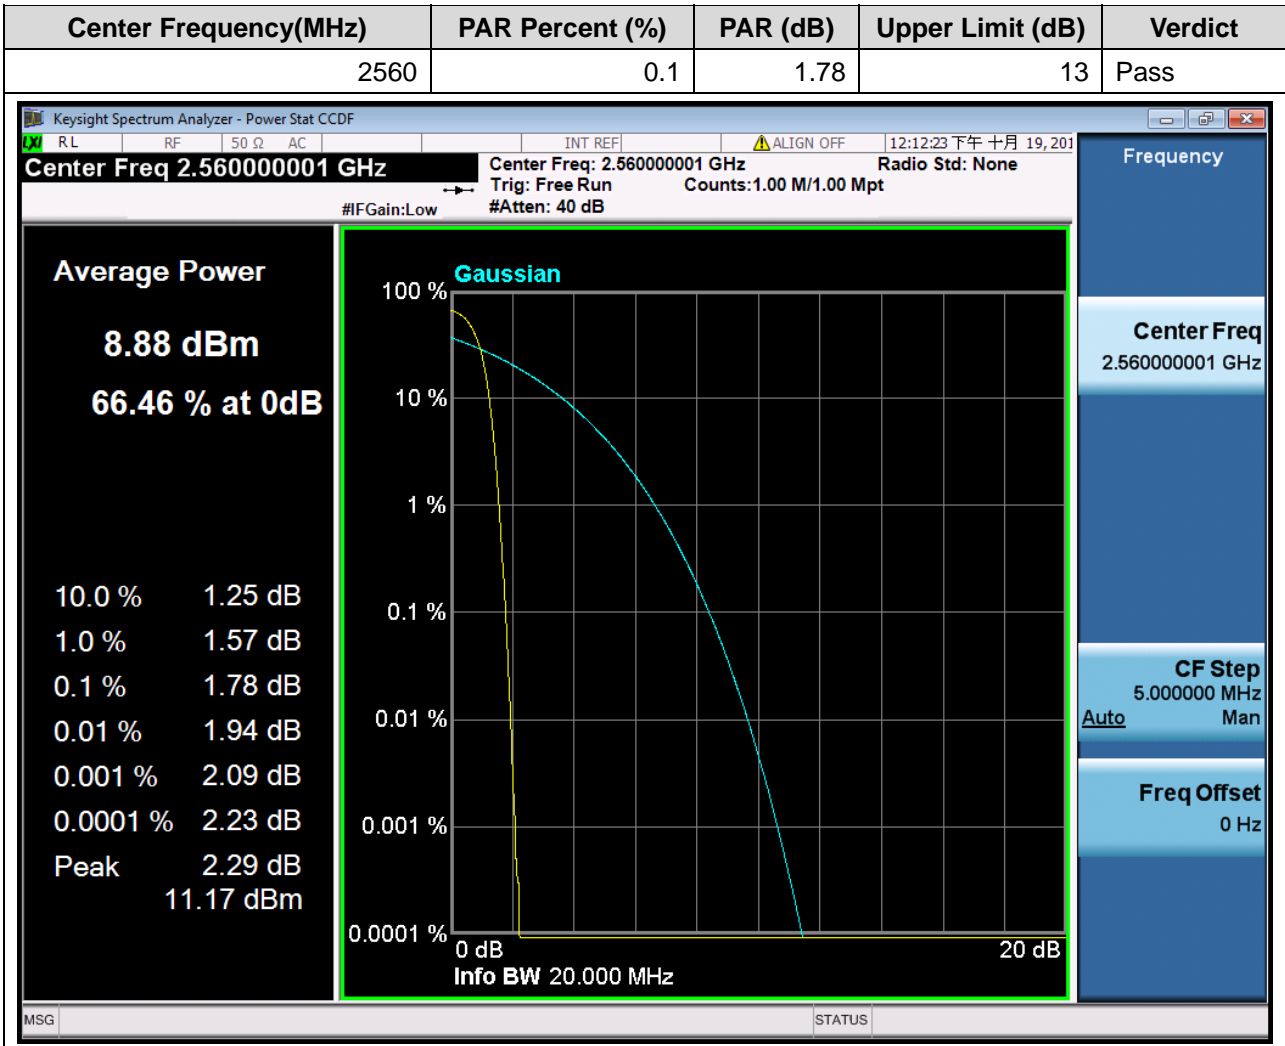 Center Frequency(MHz) PAR Percent (%) PAR (dB) Upper Limit (dB) Verdict
2560 0.1 1.78 13 Pass
Keysight Spectrum Analyzer - Power Stat CCDF
LXI RL RF 50 Ω AC INT REF ALIGN OFF 12:12:23 下午 十月 19, 201
Center Freq 2.560000001 GHz
Center Freq: 2.560000001 GHz Radio Std: None
Trig: Free Run Counts:1.00 M/1.00 Mpt
#IFGain:Low #Atten: 40 dB
Average Power
8.88 dBm
66.46 % at 0dB
10.0 % 1.25 dB
1.0 % 1.57 dB
0.1 % 1.78 dB
0.01 % 1.94 dB
0.001 % 2.09 dB
0.0001 % 2.23 dB
Peak 2.29 dB
11.17 dBm
Gaussian
100 %
10 %
1 %
0.1 %
0.01 %
0.001 %
0.0001 %
0 dB 20 dB
Info BW 20.000 MHz
Frequency
Center Freq
2.560000001 GHz
CF Step
5.000000 MHz
Auto Man
Freq Offset
0 Hz
MSG STATUS